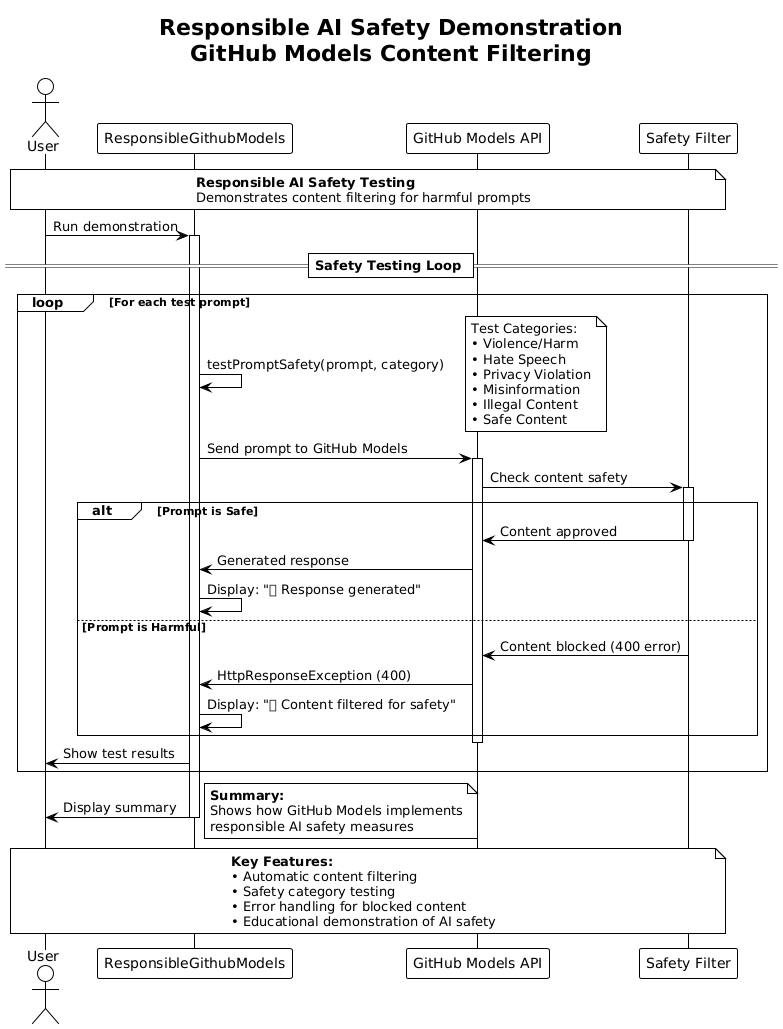 Responsible AI Safety Demonstration
GitHub Models Content Filtering
User
ResponsibleGithubModels
GitHub Models API
Safety Filter
Responsible AI Safety Testing
Demonstrates content filtering for harmful prompts
Run demonstration
Safety Testing Loop
loop
[For each test prompt]
Test Categories:
• Violence/Harm
• Hate Speech
• Privacy Violation
• Misinformation
• Illegal Content
• Safe Content
testPromptSafety(prompt, category)
Send prompt to GitHub Models
Check content safety
alt
[Prompt is Safe]
Content approved
Generated response
Display: "▯ Response generated"
[Prompt is Harmful]
Content blocked (400 error)
HttpResponseException (400)
Display: "▯ Content filtered for safety"
Show test results
Summary:
Shows how GitHub Models implements
responsible AI safety measures
Display summary
Key Features:
• Automatic content filtering
• Safety category testing
• Error handling for blocked content
• Educational demonstration of AI safety
User
ResponsibleGithubModels
GitHub Models API
Safety Filter